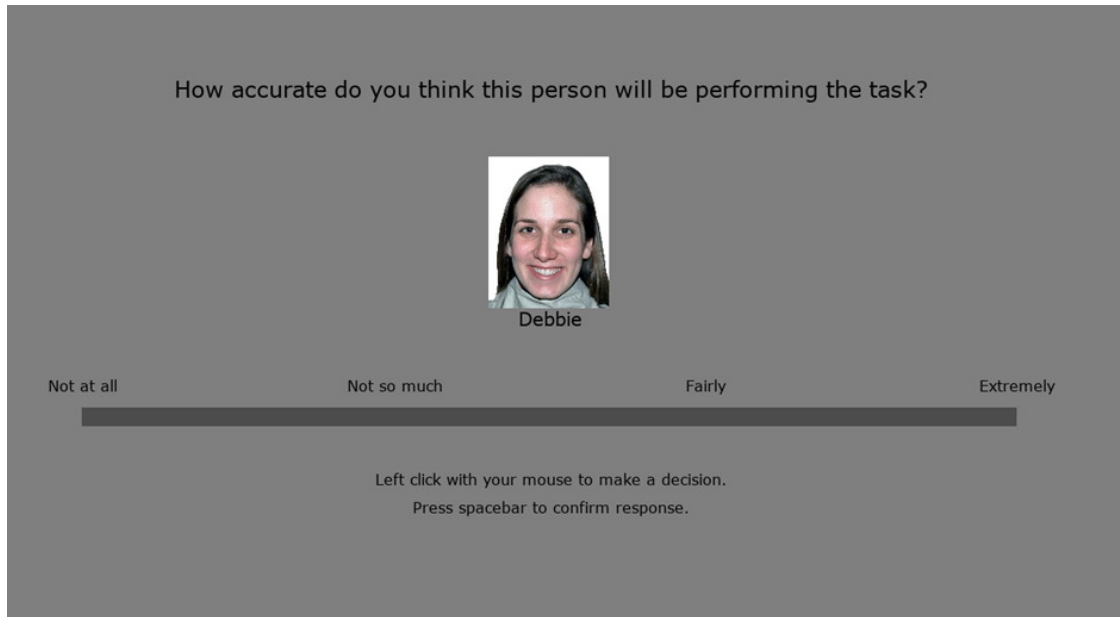 How accurate do you think this person will be performing the task?
Debbie
Not at all Not so much Fairly Extremely
Left click with your mouse to make a decision.
Press spacebar to confirm response.